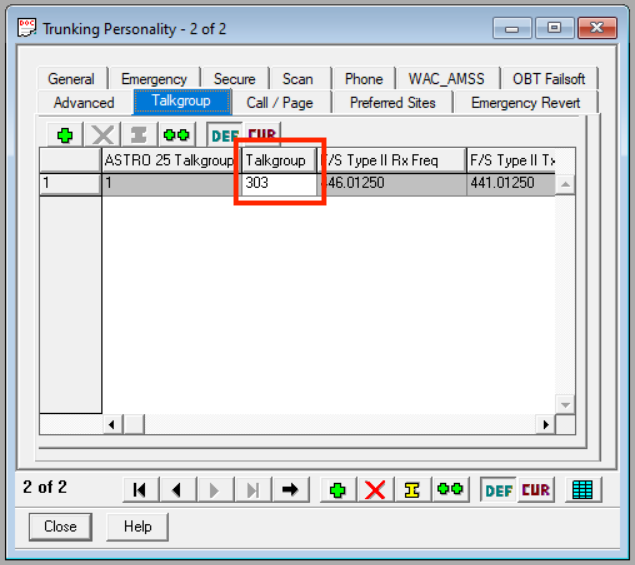 DOC Trunking Personality - 2 of 2
General Emergency Secure Scan Phone WAC_AMSS OBT Failsoft
Advanced Talkgroup Call / Page Preferred Sites Emergency Revert
DEF CUR
ASTRO 25 Talkgroup Talkgroup F/S Type II Rx Freq F/S Type II Tx
1 1 303 446.01250 441.01250
2 of 2 DEF CUR
Close Help